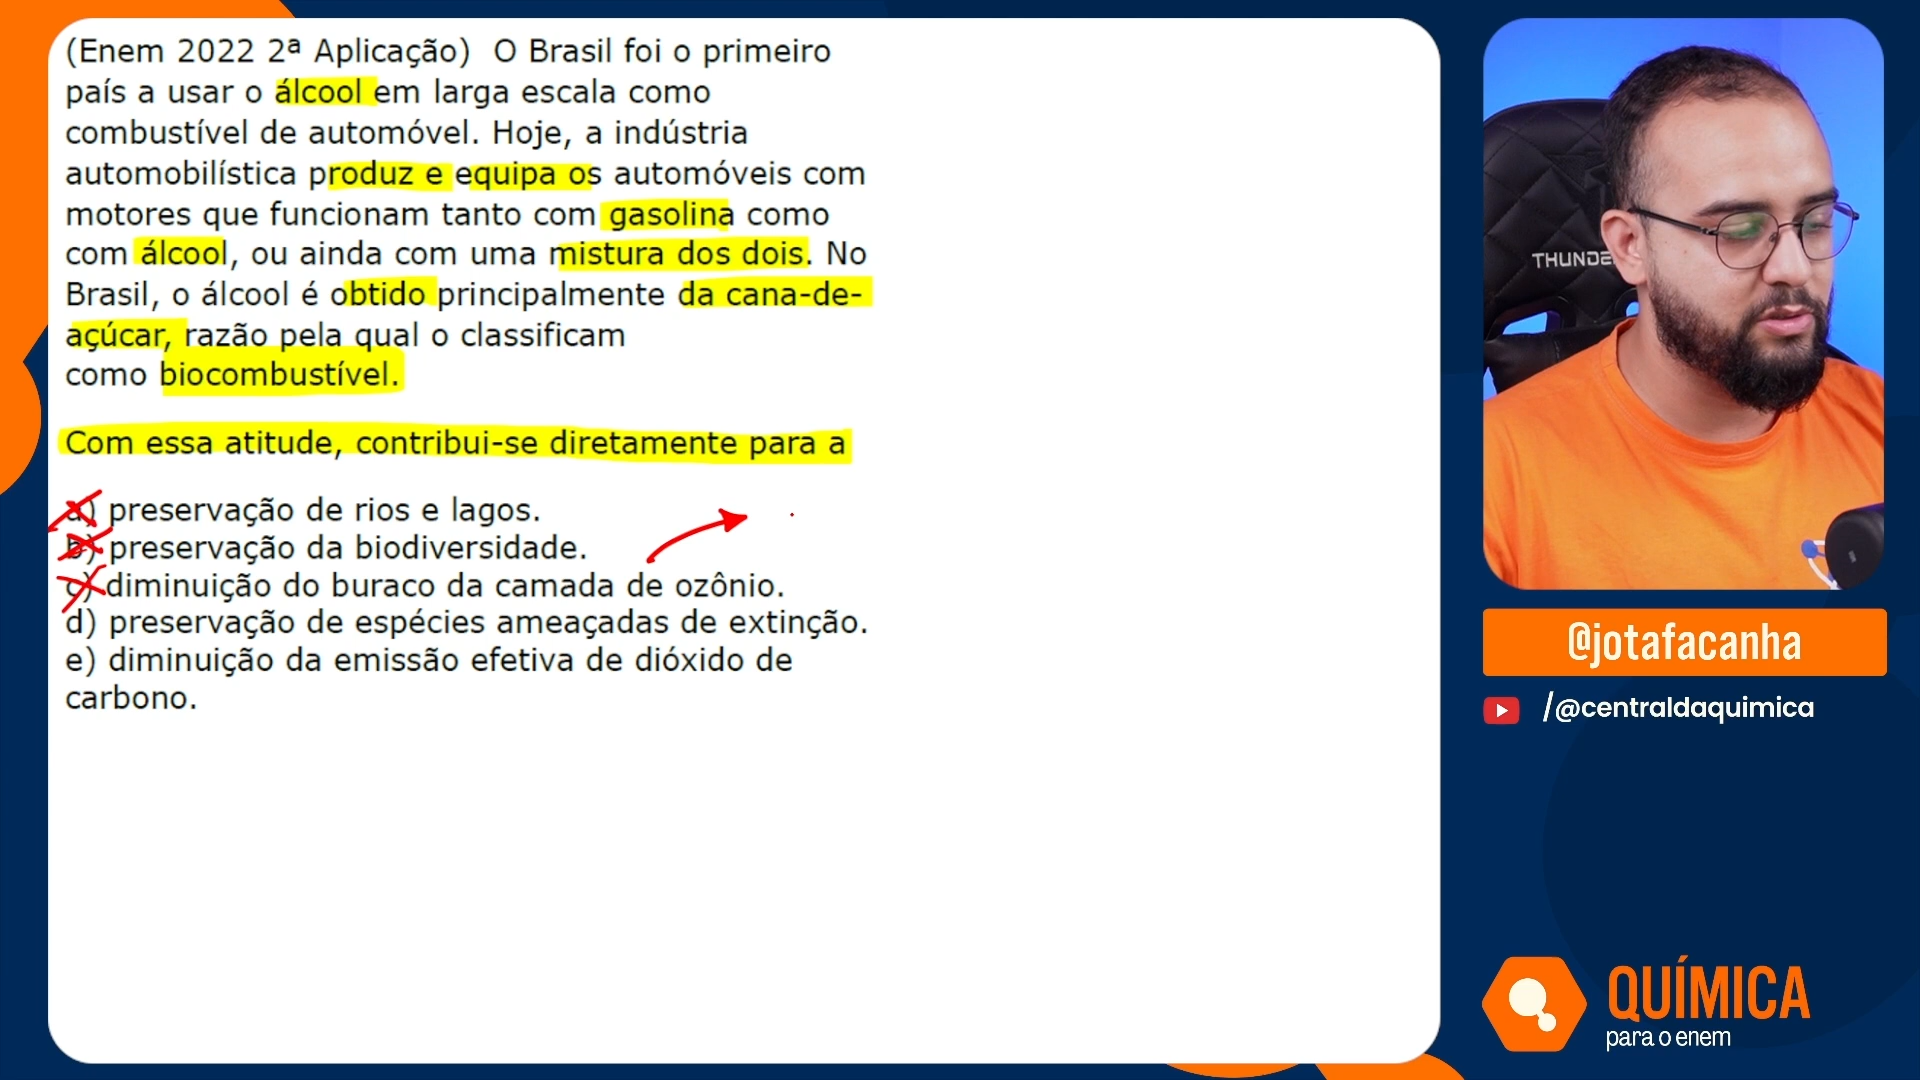 (Enem 2022 2ª Aplicação)  O Brasil foi o primeiro
país a usar o álcool em larga escala como
combustível de automóvel. Hoje, a indústria
automobilística produz e equipa os automóveis com
motores que funcionam tanto com gasolina como
com álcool, ou ainda com uma mistura dos dois. No
Brasil, o álcool é obtido principalmente da cana-de-
açúcar, razão pela qual o classificam
como biocombustível.
Com essa atitude, contribui-se diretamente para a
a) preservação de rios e lagos.
b) preservação da biodiversidade.
c) diminuição do buraco da camada de ozônio.
d) preservação de espécies ameaçadas de extinção.
e) diminuição da emissão efetiva de dióxido de
carbono.
THUNDE
@jotafacanha
/@centraldaquimica
QUÍMICA
para o enem